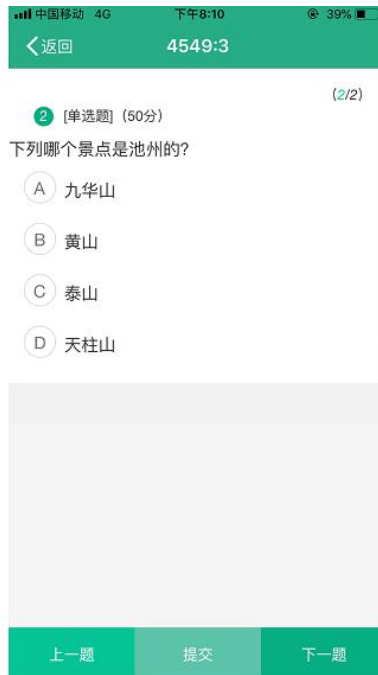 中国移动 4G 下午8:10 39%
返回 4549:3
(2/2)
2 [单选题]（50分）
下列哪个景点是池州的?
A 九华山
B 黄山
C 泰山
D 天柱山
上一题 提交 下一题